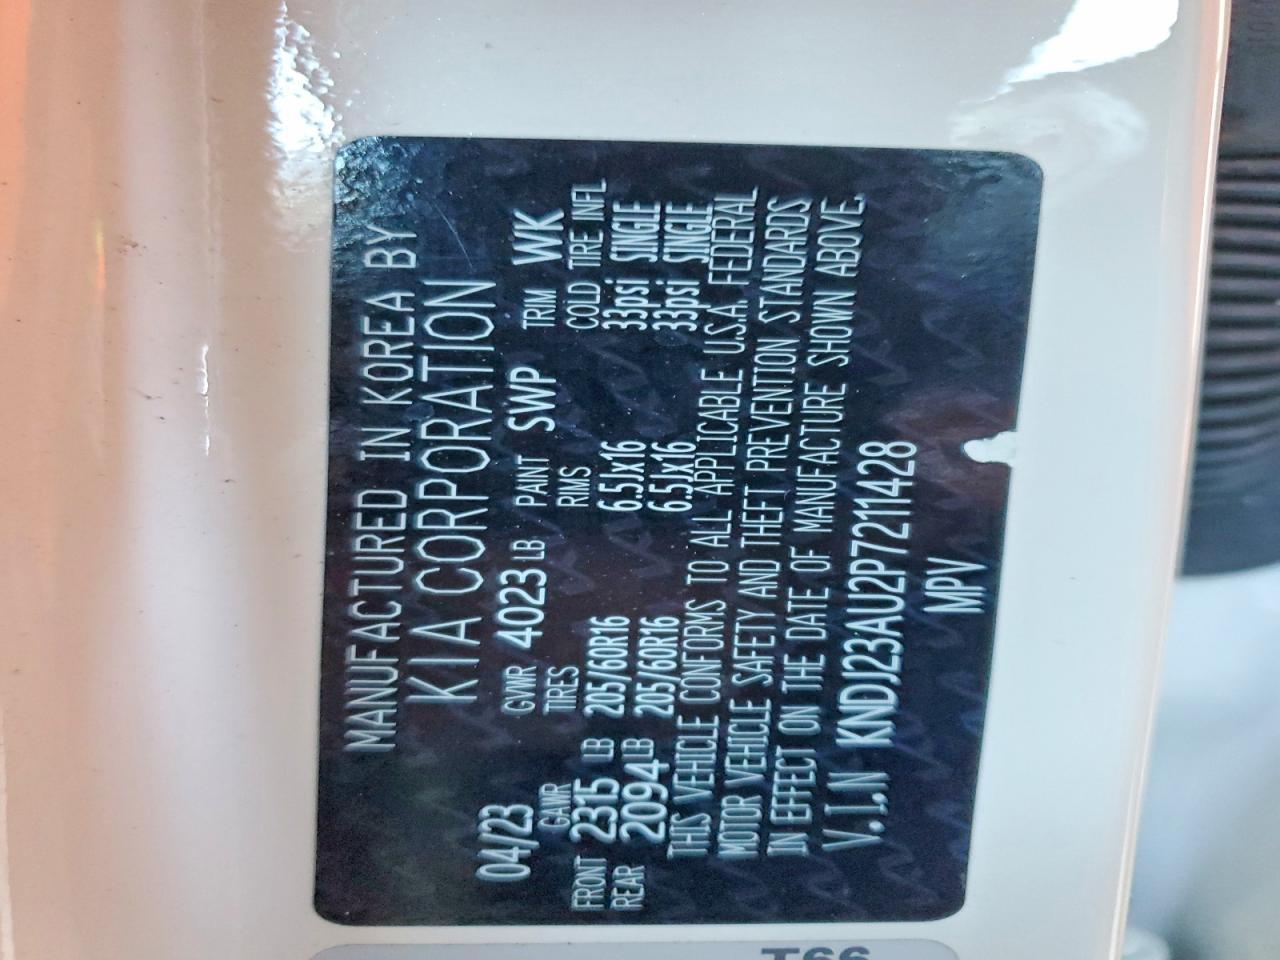 MANUFACTURED IN KOREA BY
KIA CORPORATION
04/23 GVWR 4023 LB PAINT SWP TRIM WK
GAWR TIRES RMS COLD TIRE INFL
FRONT 2315 LB 205/60R16 6.5Jx16 33psi SINGLE
REAR 2094 LB 205/60R16 6.5Jx16 33psi SINGLE
THIS VEHICLE CONFORMS TO ALL APPLICABLE U.S.A. FEDERAL
MOTOR VEHICLE SAFETY AND THEFT PREVENTION STANDARDS
IN EFFECT ON THE DATE OF MANUFACTURE SHOWN ABOVE.
V.I.N KNDJ23AU2P7211428
MPV